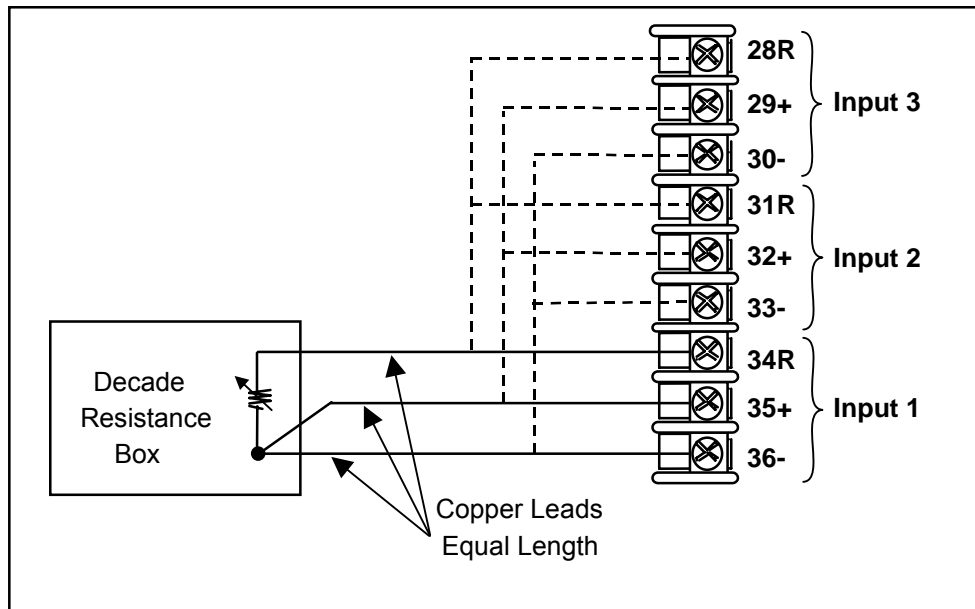 28R
29+
Input 3
30-
31R
32+
Input 2
33-
34R
35+
Input 1
36-
Decade
Resistance
Box
Copper Leads
Equal Length